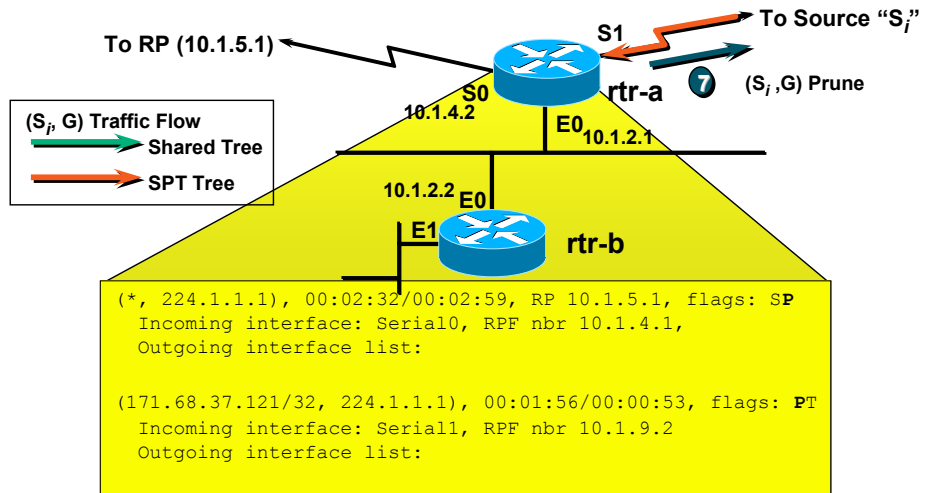 To Source “Si”
S1
To RP (10.1.5.1)
7 (Si ,G) Prune
S0
rtr-a
10.1.4.2
E0
10.1.2.1
(Si, G) Traffic Flow
Shared Tree
SPT Tree
10.1.2.2
E0
E1
rtr-b
(*, 224.1.1.1), 00:02:32/00:02:59, RP 10.1.5.1, flags: SP
Incoming interface: Serial0, RPF nbr 10.1.4.1,
Outgoing interface list:
(171.68.37.121/32, 224.1.1.1), 00:01:56/00:00:53, flags: PT
Incoming interface: Serial1, RPF nbr 10.1.9.2
Outgoing interface list: